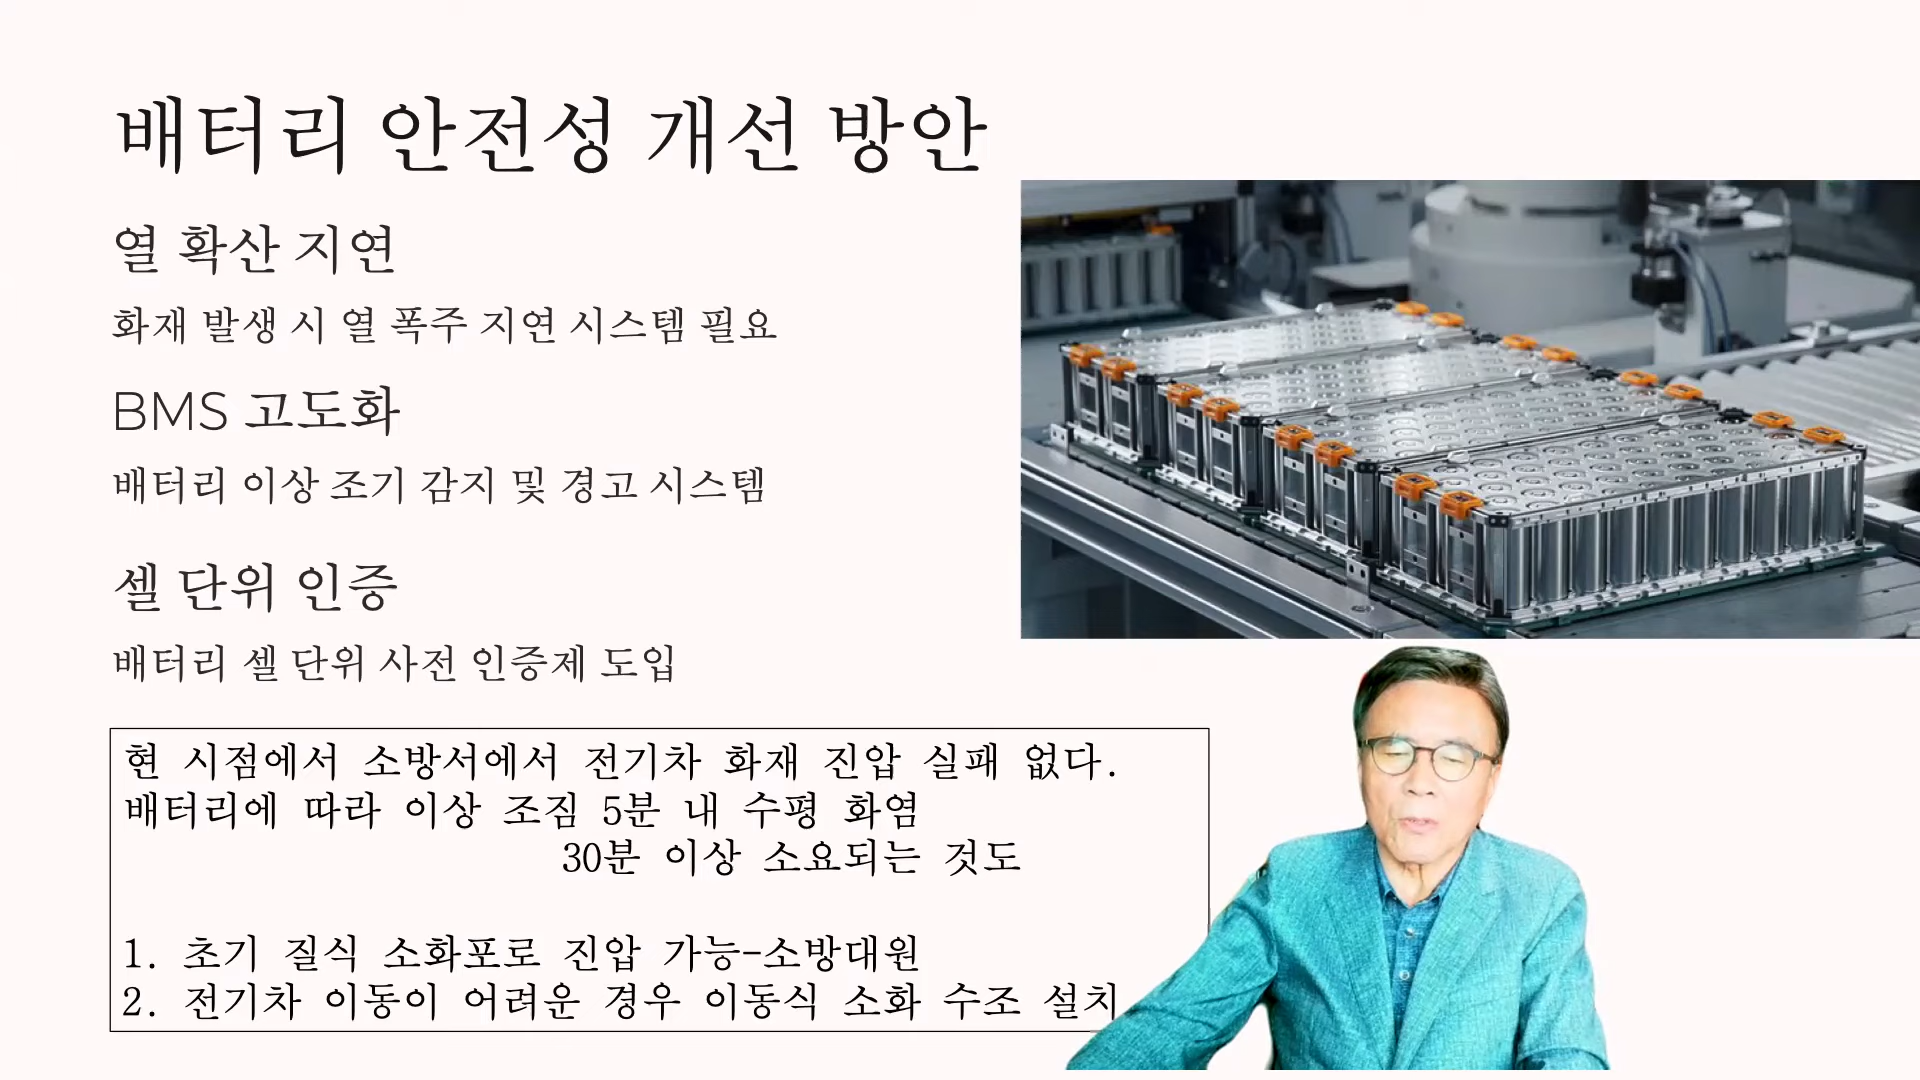 배터리 안전성 개선 방안
열 확산 지연
화재 발생 시 열 폭주 지연 시스템 필요
BMS 고도화
배터리 이상 조기 감지 및 경고 시스템
셀 단위 인증
배터리 셀 단위 사전 인증제 도입
현 시점에서 소방서에서 전기차 화재 진압 실패 없다.
배터리에 따라 이상 조짐 5분 내 수평 화염
30분 이상 소요되는 것도
1. 초기 질식 소화포로 진압 가능-소방대원
2. 전기차 이동이 어려운 경우 이동식 소화 수조 설치